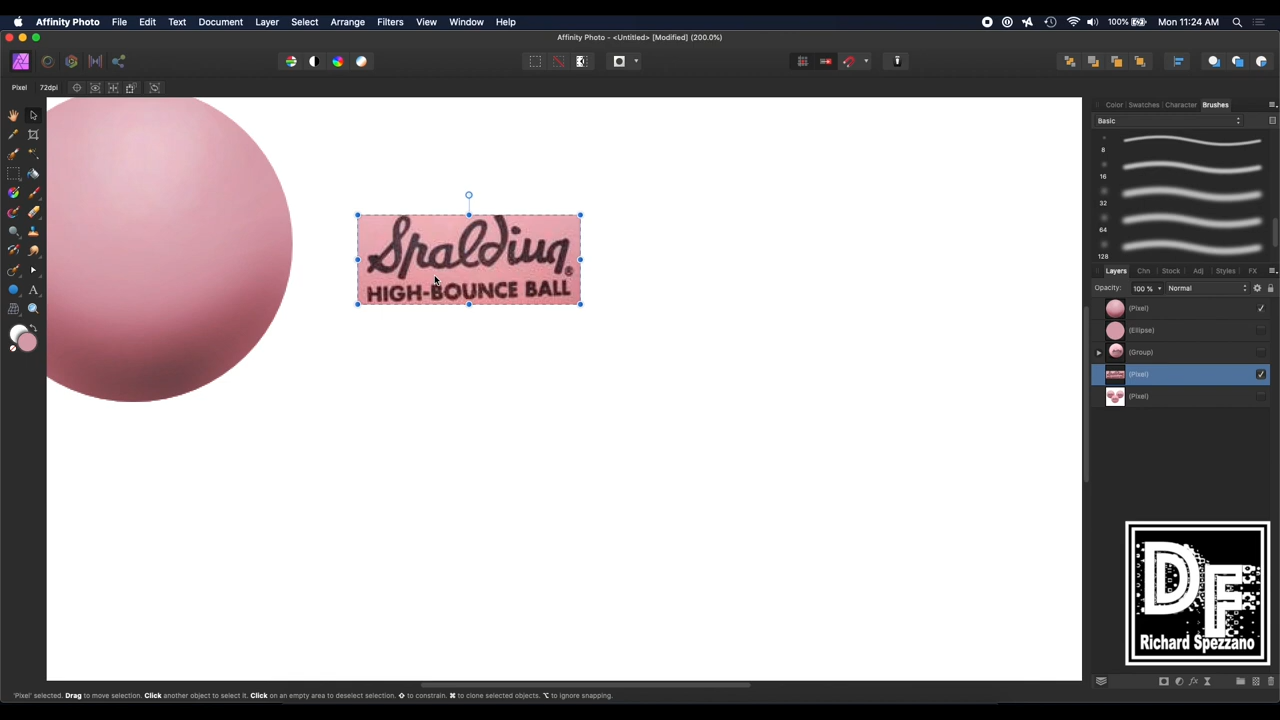 Affinity Photo File Edit Text Document Layer Select Arrange Filters View Window Help 100% Mon 11:24 AM
Affinity Photo - <Untitled> [Modified] (200.0%)
Pixel 72dpi
Color Swatches Character Brushes
Basic
8
16
32
64
128
Layers Chn Stock Adj Styles FX
Opacity: 100 % Normal
(Pixel)
(Ellipse)
(Group)
(Pixel)
(Pixel)
Spalding®
HIGH-BOUNCE BALL
DF
Richard Spezzano
'Pixel' selected. Drag to move selection. Click another object to select it. Click on an empty area to deselect selection. ⇧ to constrain. ⌘ to clone selected objects. ⌥ to ignore snapping.